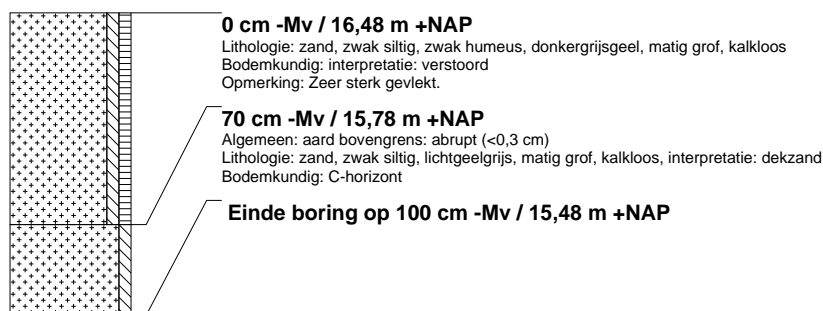 0 cm -Mv / 16,48 m +NAP
Lithologie: zand, zwak siltig, zwak humeus, donkergrijsgeel, matig grof, kalkloos
Bodemkundig: interpretatie: verstoord
Opmerking: Zeer sterk gevlekt.
70 cm -Mv / 15,78 m +NAP
Algemeen: aard bovengrens: abrupt (<0,3 cm)
Lithologie: zand, zwak siltig, lichtgeelgrijs, matig grof, kalkloos, interpretatie: dekzand
Bodemkundig: C-horizont
Einde boring op 100 cm -Mv / 15,48 m +NAP